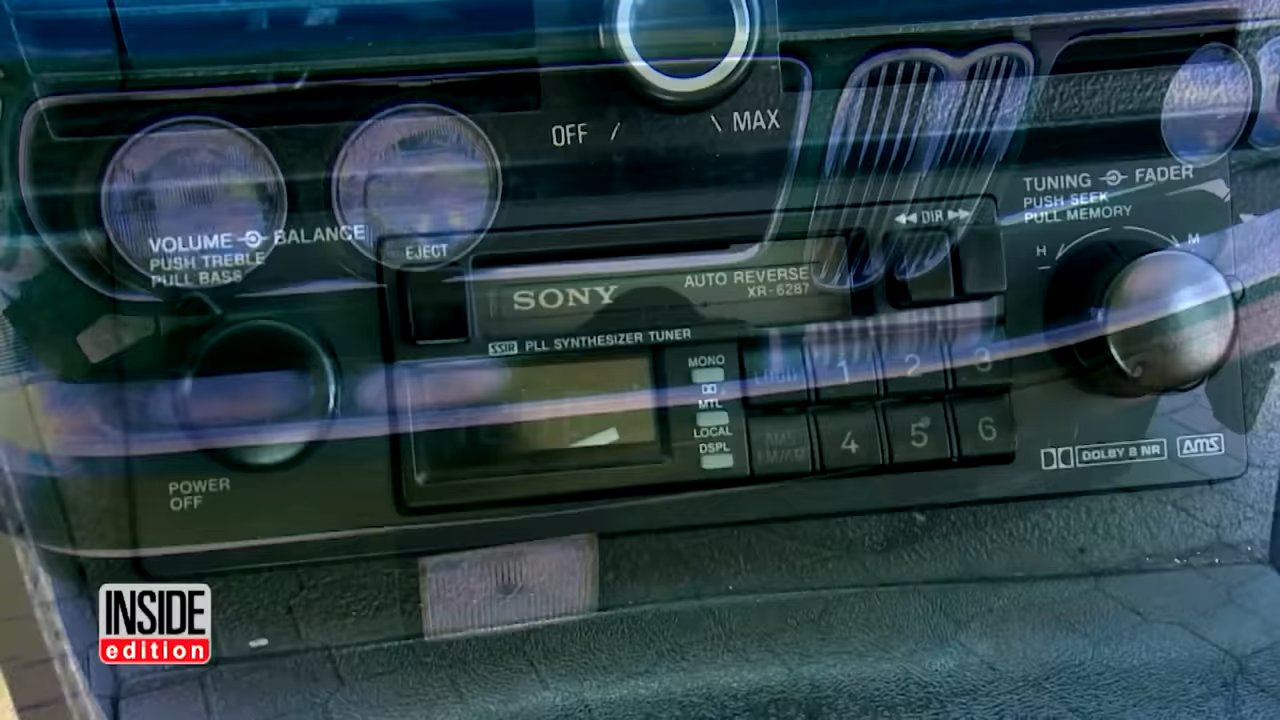 OFF / \ MAX
TUNING FADER
PUSH SEEK
PULL MEMORY
VOLUME BALANCE
PUSH TREBLE
PULL BASS
EJECT
DIR
H M
SONY
AUTO REVERSE
XR-6287
SSIR PLL SYNTHESIZER TUNER
MONO
MTL
LOCAL
DSPL
1 2 3
4 5 6
POWER
OFF
DOLBY B NR AMS
INSIDE
edition